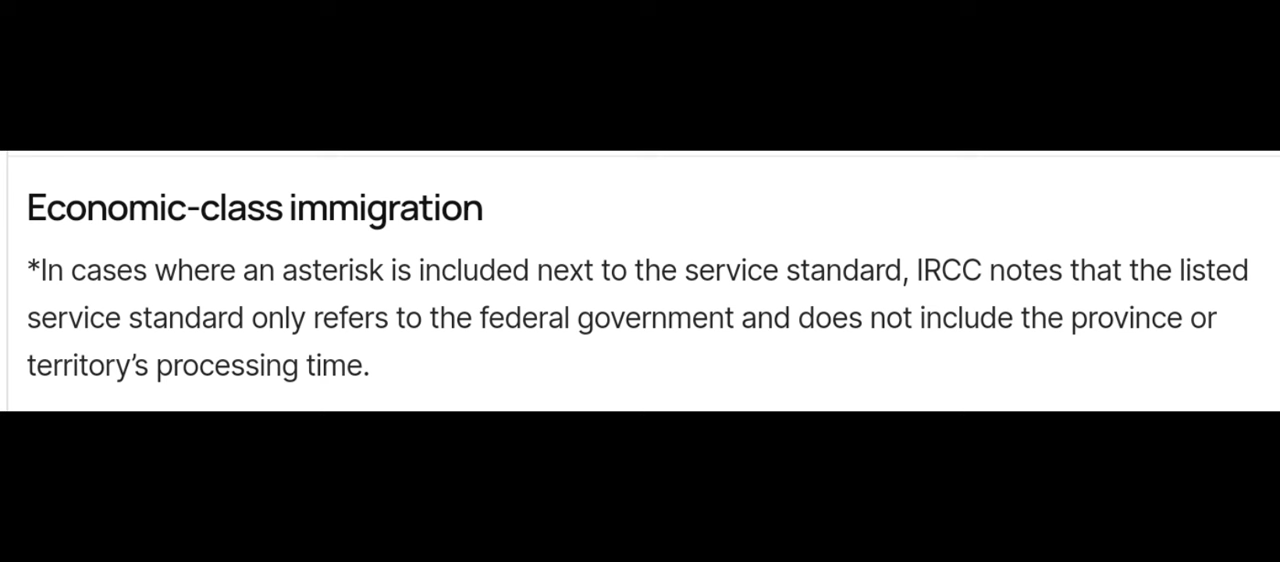 Economic-class immigration
*In cases where an asterisk is included next to the service standard, IRCC notes that the listed
service standard only refers to the federal government and does not include the province or
territory’s processing time.